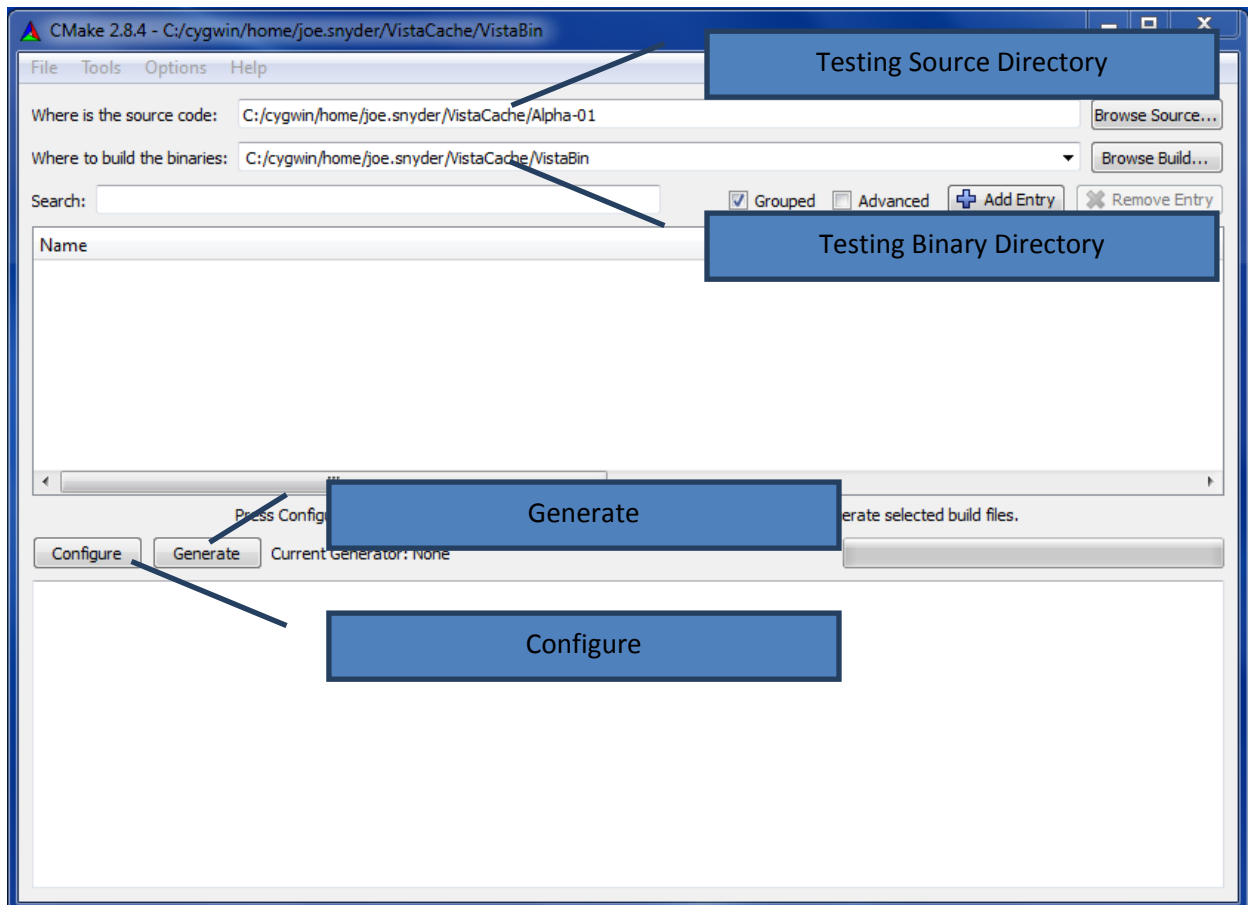 CMake 2.8.4 - C:/cygwin/home/joe.snyder/VistaCache/VistaBin
File Tools Options Help
Testing Source Directory
Where is the source code: C:/cygwin/home/joe.snyder/VistaCache/Alpha-01 Browse Source...
Where to build the binaries: C:/cygwin/home/joe.snyder/VistaCache/VistaBin Browse Build...
Search: Grouped Advanced Add Entry Remove Entry
Testing Binary Directory
Name
Generate
Press erate selected build files.
Configure Generate Current Generator: None
Configure